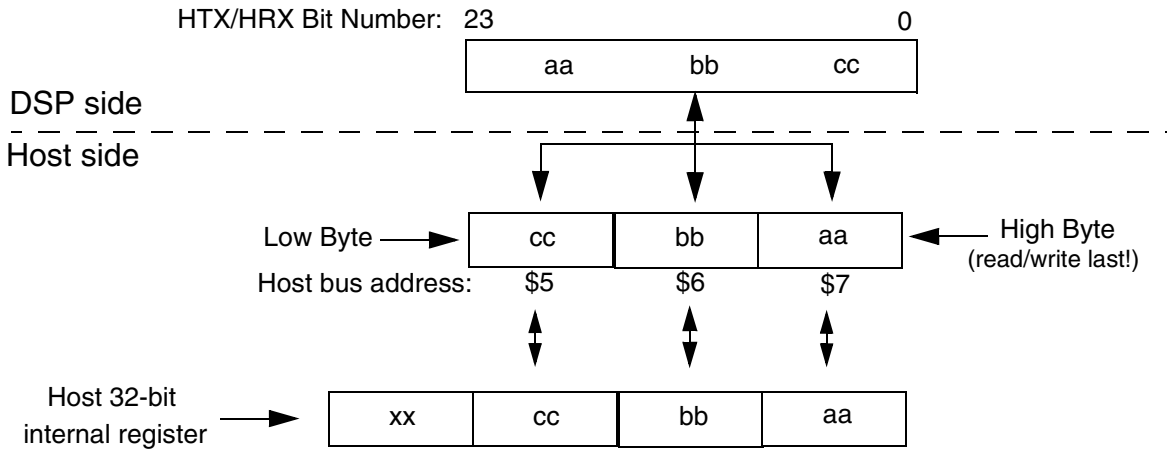 HTX/HRX Bit Number: 23 0
aa bb cc
DSP side
Host side
Low Byte cc bb aa High Byte
(read/write last!)
Host bus address: $5 $6 $7
Host 32-bit
internal register
xx cc bb aa